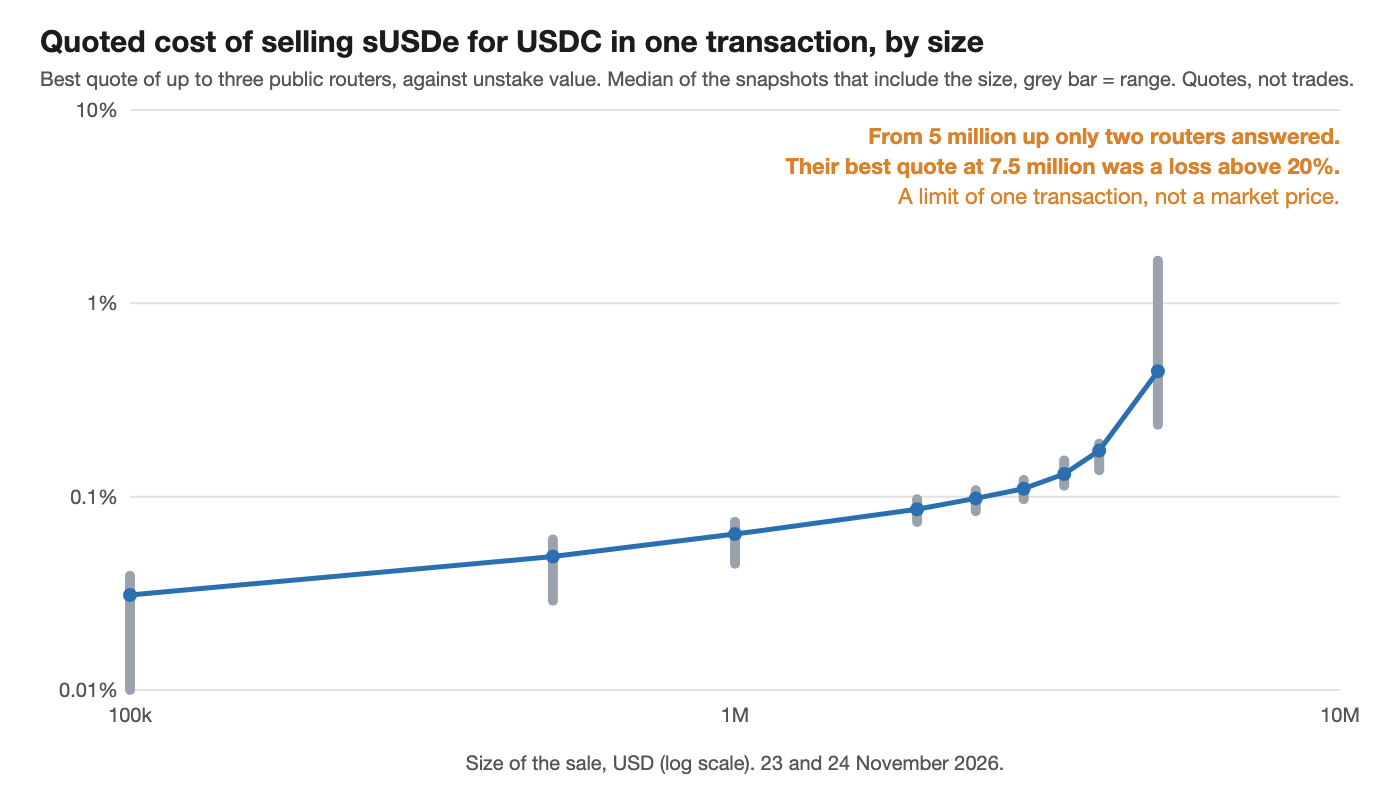 Quoted cost of selling sUSDe for USDC in one transaction, by size
Best quote of up to three public routers, against unstake value. Median of the snapshots that include the size, grey bar = range. Quotes, not trades.
10%
From 5 million up only two routers answered.
Their best quote at 7.5 million was a loss above 20%.
A limit of one transaction, not a market price.
1%
0.1%
0.01%
100k
1M
10M
Size of the sale, USD (log scale). 23 and 24 November 2026.